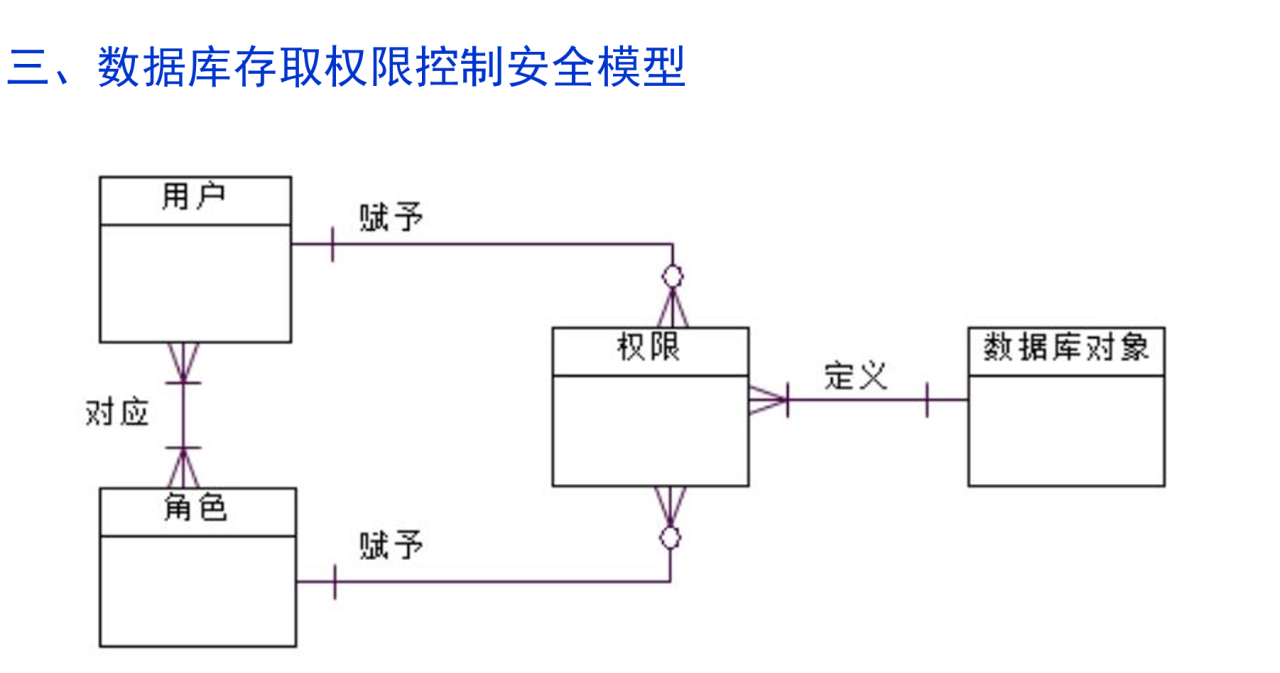 三、数据库存取权限控制安全模型
用户
赋予
权限
数据库对象
定义
对应
角色
赋予